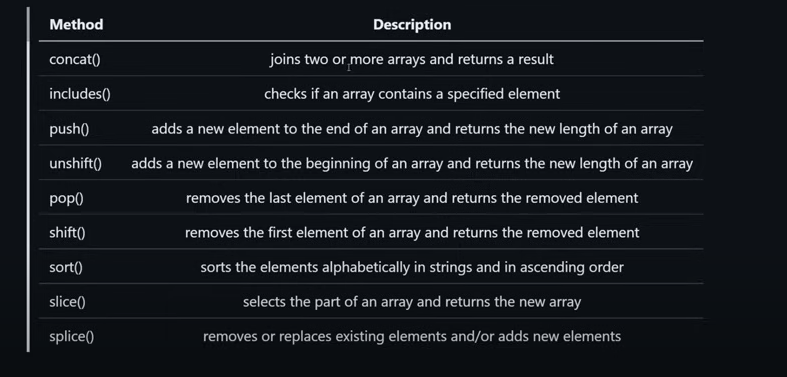 Method Description
concat() joins two or more arrays and returns a result
includes() checks if an array contains a specified element
push() adds a new element to the end of an array and returns the new length of an array
unshift() adds a new element to the beginning of an array and returns the new length of an array
pop() removes the last element of an array and returns the removed element
shift() removes the first element of an array and returns the removed element
sort() sorts the elements alphabetically in strings and in ascending order
slice() selects the part of an array and returns the new array
splice() removes or replaces existing elements and/or adds new elements